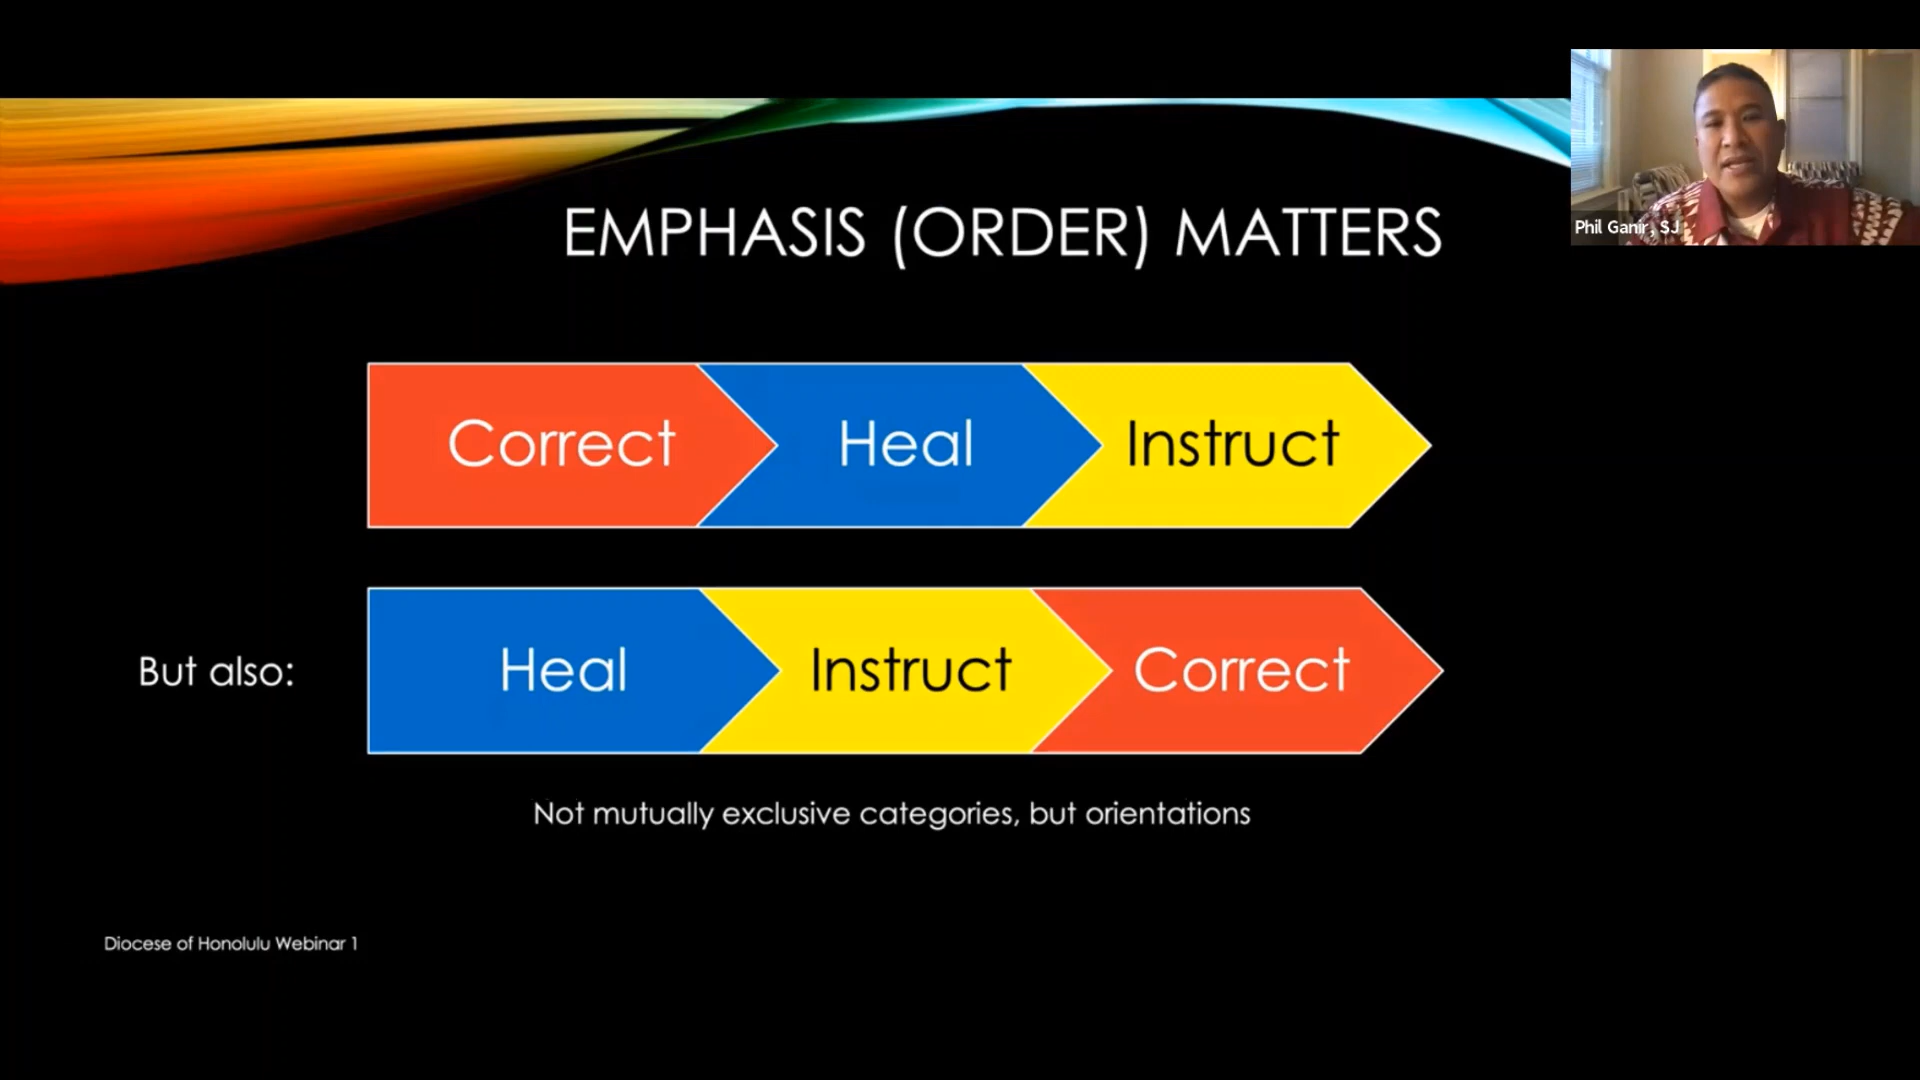 EMPHASIS (ORDER) MATTERS
Phil Ganir, SJ
Correct Heal Instruct
But also: Heal Instruct Correct
Not mutually exclusive categories, but orientations
Diocese of Honolulu Webinar 1